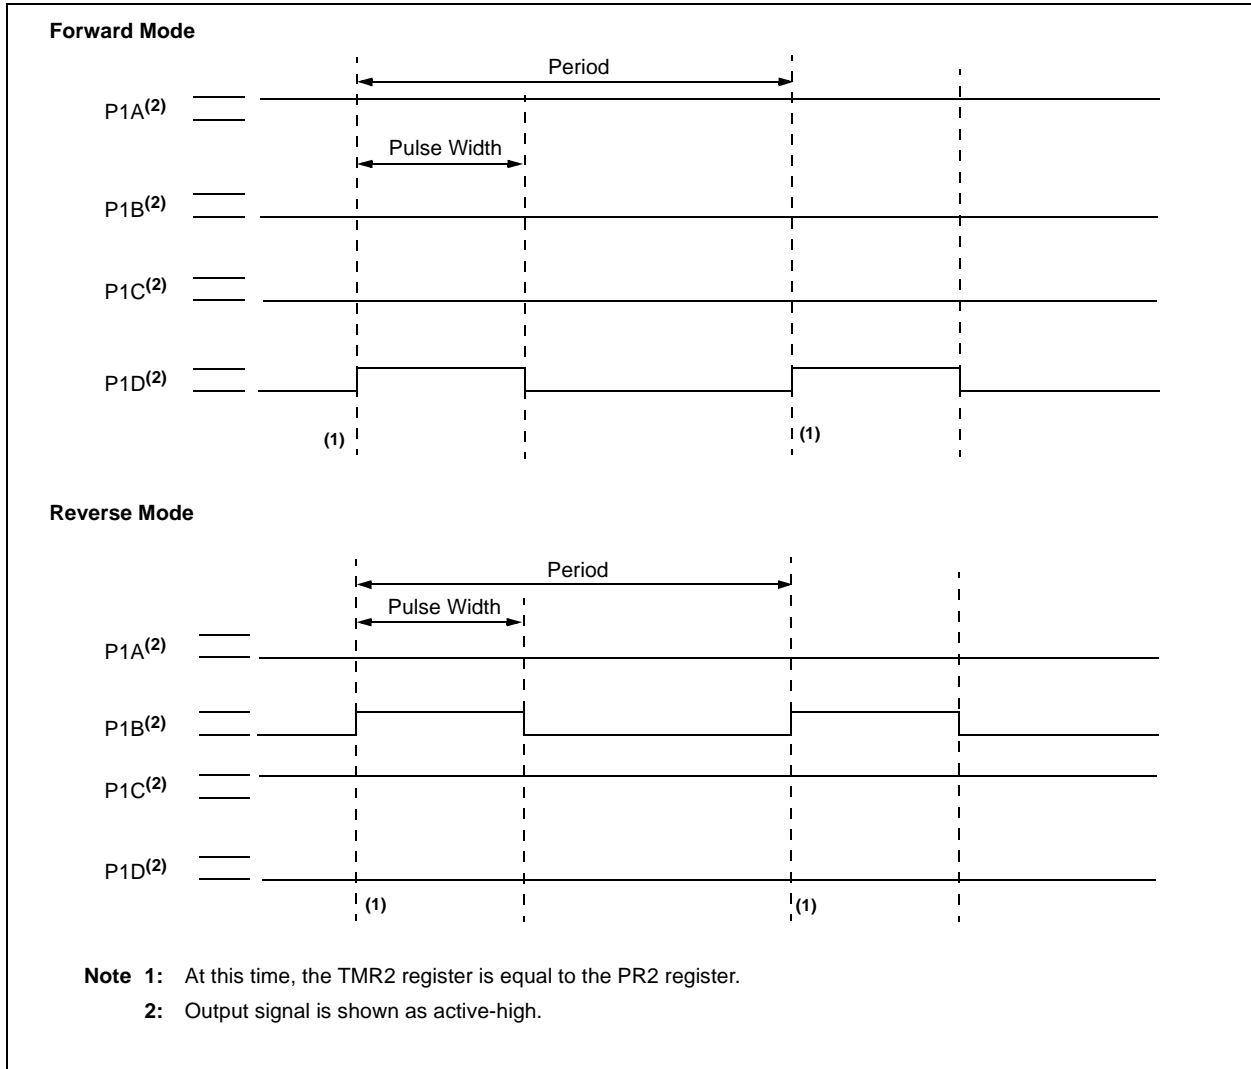 Forward Mode
Period
P1A(2)
Pulse Width
P1B(2)
P1C(2)
P1D(2)
(1) (1)
Reverse Mode
Period
Pulse Width
P1A(2)
P1B(2)
P1C(2)
P1D(2)
(1) (1)
Note 1: At this time, the TMR2 register is equal to the PR2 register.
2: Output signal is shown as active-high.